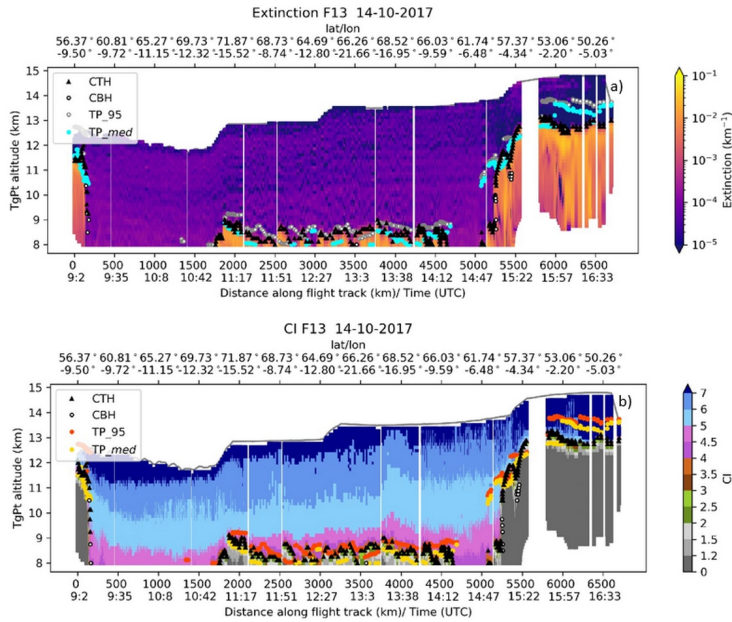 Extinction F13 14-10-2017
lat/lon
56.37° 60.81° 65.27° 69.73° 71.87° 68.73° 64.69° 66.26° 68.52° 66.03° 61.74° 57.37° 53.06° 50.26°
-9.50° -9.72° -11.15° -12.32° -15.52° -8.74° -12.80° -21.66° -16.95° -9.59° -6.48° -4.34° -2.20° -5.03°
15
14
13
12
11
10
9
8
TgPt altitude (km)
CTH
CBH
TP_95
TP_med
a)
0 500 1000 1500 2000 2500 3000 3500 4000 4500 5000 5500 6000 6500
9:2 9:35 10:8 10:42 11:17 11:51 12:27 13:3 13:38 14:12 14:47 15:22 15:57 16:33
Distance along flight track (km)/ Time (UTC)
10⁻¹
10⁻²
10⁻³
10⁻⁴
10⁻⁵
Extinction (km⁻¹)
CI F13 14-10-2017
lat/lon
56.37° 60.81° 65.27° 69.73° 71.87° 68.73° 64.69° 66.26° 68.52° 66.03° 61.74° 57.37° 53.06° 50.26°
-9.50° -9.72° -11.15° -12.32° -15.52° -8.74° -12.80° -21.66° -16.95° -9.59° -6.48° -4.34° -2.20° -5.03°
15
14
13
12
11
10
9
8
TgPt altitude (km)
CTH
CBH
TP_95
TP_med
b)
0 500 1000 1500 2000 2500 3000 3500 4000 4500 5000 5500 6000 6500
9:2 9:35 10:8 10:42 11:17 11:51 12:27 13:3 13:38 14:12 14:47 15:22 15:57 16:33
Distance along flight track (km)/ Time (UTC)
7
6
5
4.5
4
3.5
3
2.5
2
1.5
1.2
0
CI